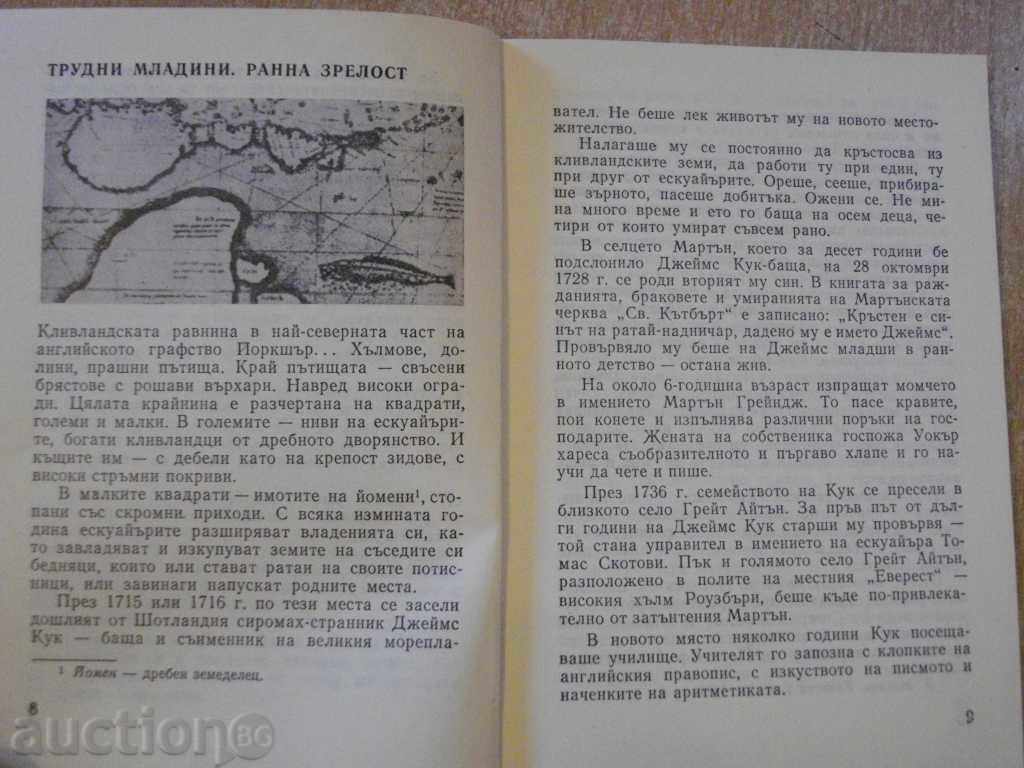 ТРУДНИ МЛАДИНИ. РАННА ЗРЕЛОСТ
Кливландската равнина в най-северната част на
английското графство Йоркшър... Хълмове, до-
лини, прашни пътища. Край пътищата — свъсени
брястове с рошави върхари. Навред високи огра-
ди. Цялата крайнина е разчертана на квадрати,
големи и малки. В големите — ниви на ескуайъри-
те, богати кливландци от дребното дворянство. И
къщите им — с дебели като на крепост зидове, с
високи стръмни покриви.
В малките квадрати — имотите на йомени¹, сто-
пани със скромни приходи. С всяка измината го-
дина ескуайърите разширяват владенията си, ка-
то завладяват и изкупуват земите на съседите си
бедняци, които или стават ратаи на своите потис-
ници, или завинаги напускат родните места.
През 1715 или 1716 г. по тези места се засели
дошлият от Шотландия сиромах-странник Джеймс
Кук — баща и съименник на великия морепла-
¹ Йомен — дребен земеделец.
8
вател. Не беше лек животът му на новото место-
жителство.
Налагаше му се постоянно да кръстосва из
кливландските земи, да работи ту при един, ту
при друг от ескуайърите. Ореше, сееше, прибира-
ше зърното, пасеше добитъка. Ожени се. Не ми-
на много време и ето го баща на осем деца, че-
тири от които умират съвсем рано.
В селцето Мартън, което за десет години бе
подслонило Джеймс Кук-баща, на 28 октомври
1728 г. се роди вторият му син. В книгата за раж-
данията, браковете и умиранията на Мартънската
черква „Св. Кътбърт“ е записано: „Кръстен е си-
нът на ратай-надничар, дадено му е името Джеймс“.
Провървяло му беше на Джеймс младши в ран-
ното детство — остана жив.
На около 6-годишна възраст изпращат момчето
в имението Мартън Грейндж. То пасе кравите,
пои конете и изпълнява различни поръки на гос-
подарите. Жената на собственика госпожа Уокър
хареса съобразителното и пъргаво хлапе и го на-
учи да чете и пише.
През 1736 г. семейството на Кук се пресели в
близкото село Грейт Айтън. За пръв път от дъл-
ги години на Джеймс Кук старши му провървя —
той стана управител в имението на ескуайъра То-
мас Скотови. Пък и голямото село Грейт Айтън,
разположено в полите на местния „Еверест“ —
високия хълм Роузбъри, беше къде по-привлека-
телно от затънтения Мартън.
В новото място няколко години Кук посеща-
ваше училище. Учителят го запозна с клопките на
английския правопис, с изкуството на писмото и
наченките на аритметиката.
9
auction BG